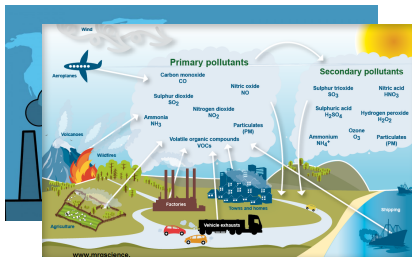 Wind
Primary pollutants
Secondary pollutants
Aeroplanes
Carbon monoxide
CO
Nitric oxide
NO
Sulphur dioxide
SO2
Nitrogen dioxide
NO2
Ammonia
NH3
Particulates
(PM)
Volatile organic compounds
VOCs
Sulphur trioxide
SO3
Nitric acid
HNO3
Sulphuric acid
H2SO4
Hydrogen peroxide
H2O2
Ozone
O3
Ammonium
NH4+
Particulates
(PM)
Volcanoes
Wildfires
Agriculture
Factories
Towns and homes
Vehicle exhausts
Shipping
www.mrgscience.